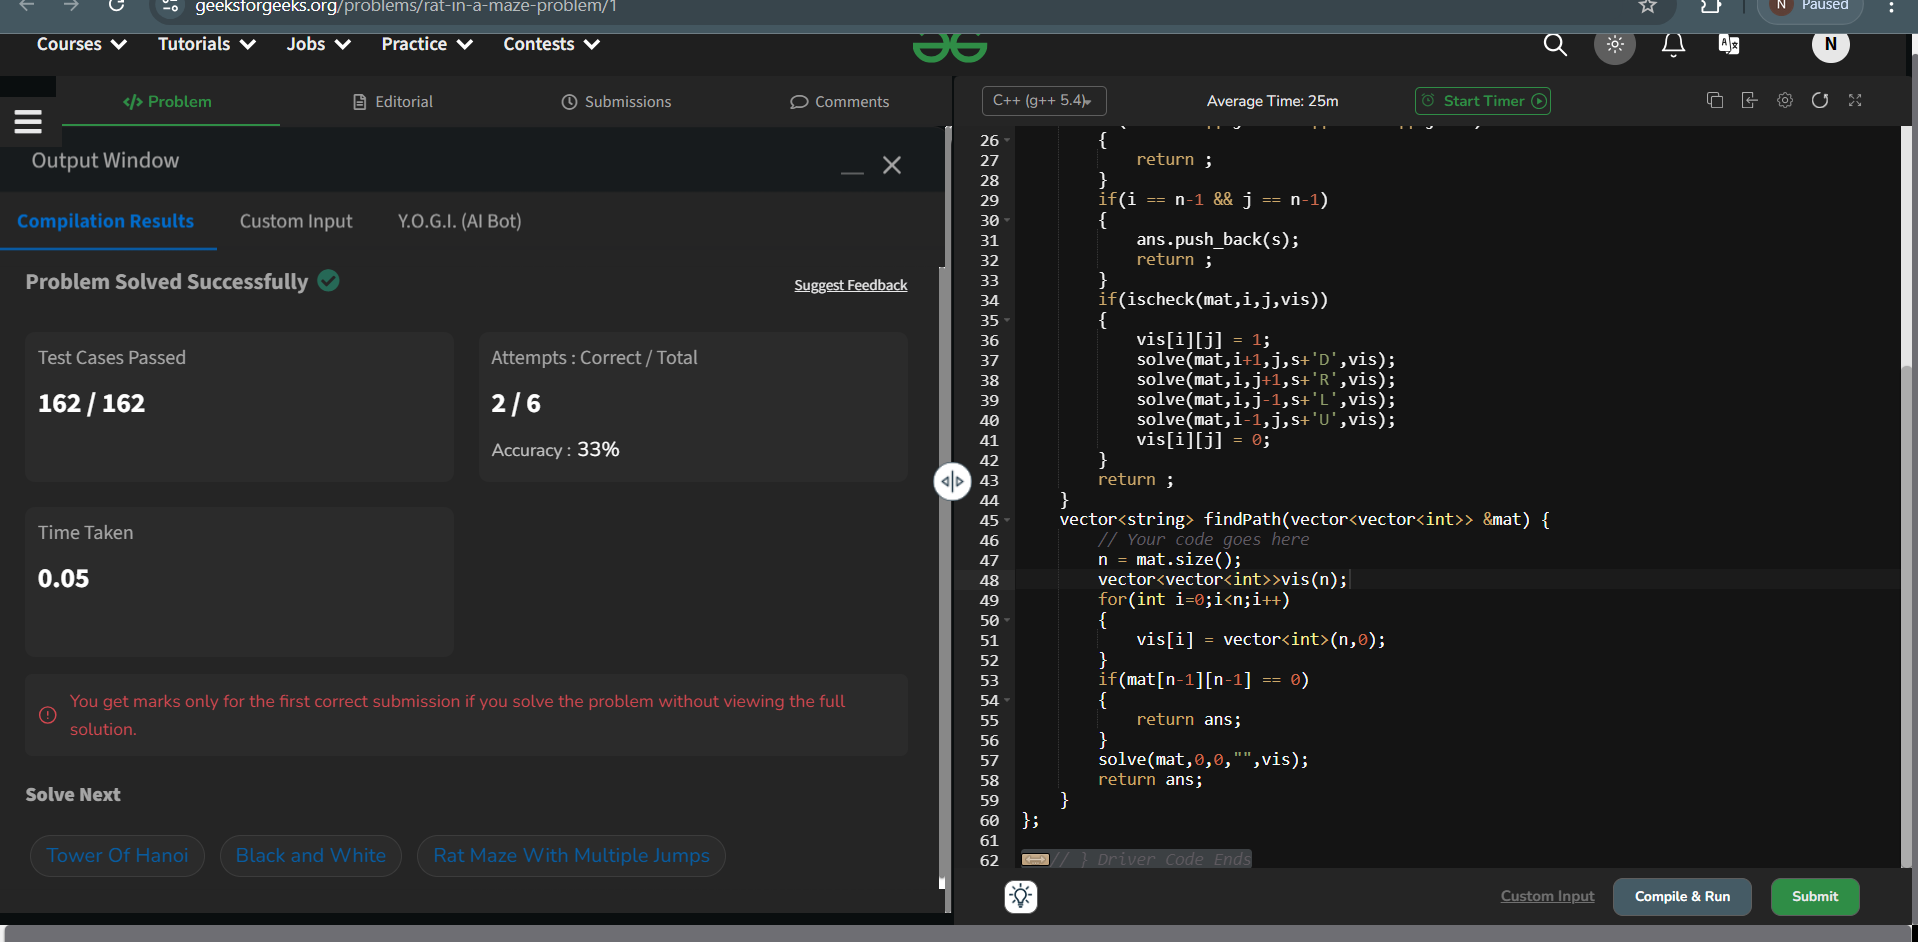 geeksforgeeks.org/problems/rat-in-a-maze-problem/1
N Paused
Courses Tutorials Jobs Practice Contests
N
</> Problem Editorial Submissions Comments
Output Window
Compilation Results Custom Input Y.O.G.I. (AI Bot)
Problem Solved Successfully
Suggest Feedback
Test Cases Passed
162 / 162
Attempts : Correct / Total
2 / 6
Accuracy : 33%
Time Taken
0.05
You get marks only for the first correct submission if you solve the problem without viewing the full
solution.
Solve Next
Tower Of Hanoi Black and White Rat Maze With Multiple Jumps
C++ (g++ 5.4) Average Time: 25m Start Timer
26 {
27 return ;
28 }
29 if(i == n-1 && j == n-1)
30 {
31 ans.push_back(s);
32 return ;
33 }
34 if(ischeck(mat,i,j,vis))
35 {
36 vis[i][j] = 1;
37 solve(mat,i+1,j,s+'D',vis);
38 solve(mat,i,j+1,s+'R',vis);
39 solve(mat,i,j-1,s+'L',vis);
40 solve(mat,i-1,j,s+'U',vis);
41 vis[i][j] = 0;
42 }
43 return ;
44 }
45 vector<string> findPath(vector<vector<int>> &mat) {
46 // Your code goes here
47 n = mat.size();
48 vector<vector<int>>vis(n);
49 for(int i=0;i<n;i++)
50 {
51 vis[i] = vector<int>(n,0);
52 }
53 if(mat[n-1][n-1] == 0)
54 {
55 return ans;
56 }
57 solve(mat,0,0,"",vis);
58 return ans;
59 }
60 };
61
62 // } Driver Code Ends
Custom Input Compile & Run Submit